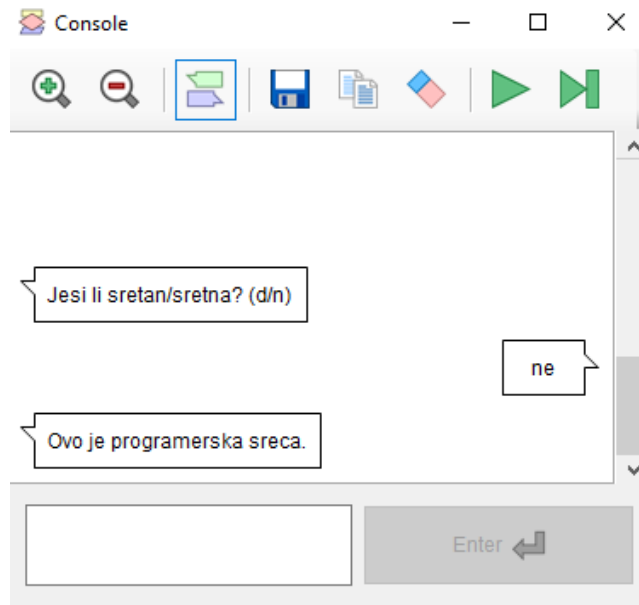 Console
Jesi li sretan/sretna? (d/n)
ne
Ovo je programerska sreca.
Enter